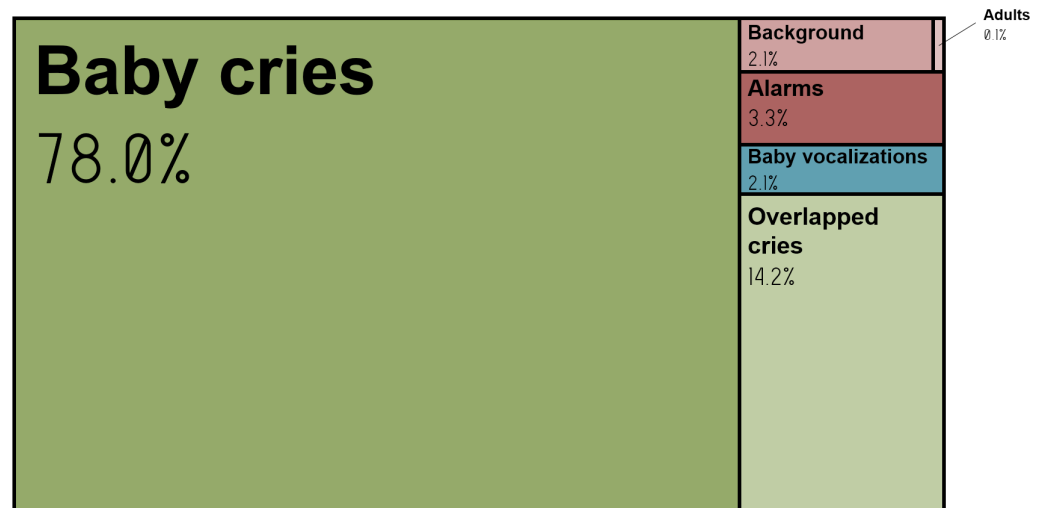 Baby cries
78.0%
Background
2.1%
Adults
0.1%
Alarms
3.3%
Baby vocalizations
2.1%
Overlapped
cries
14.2%